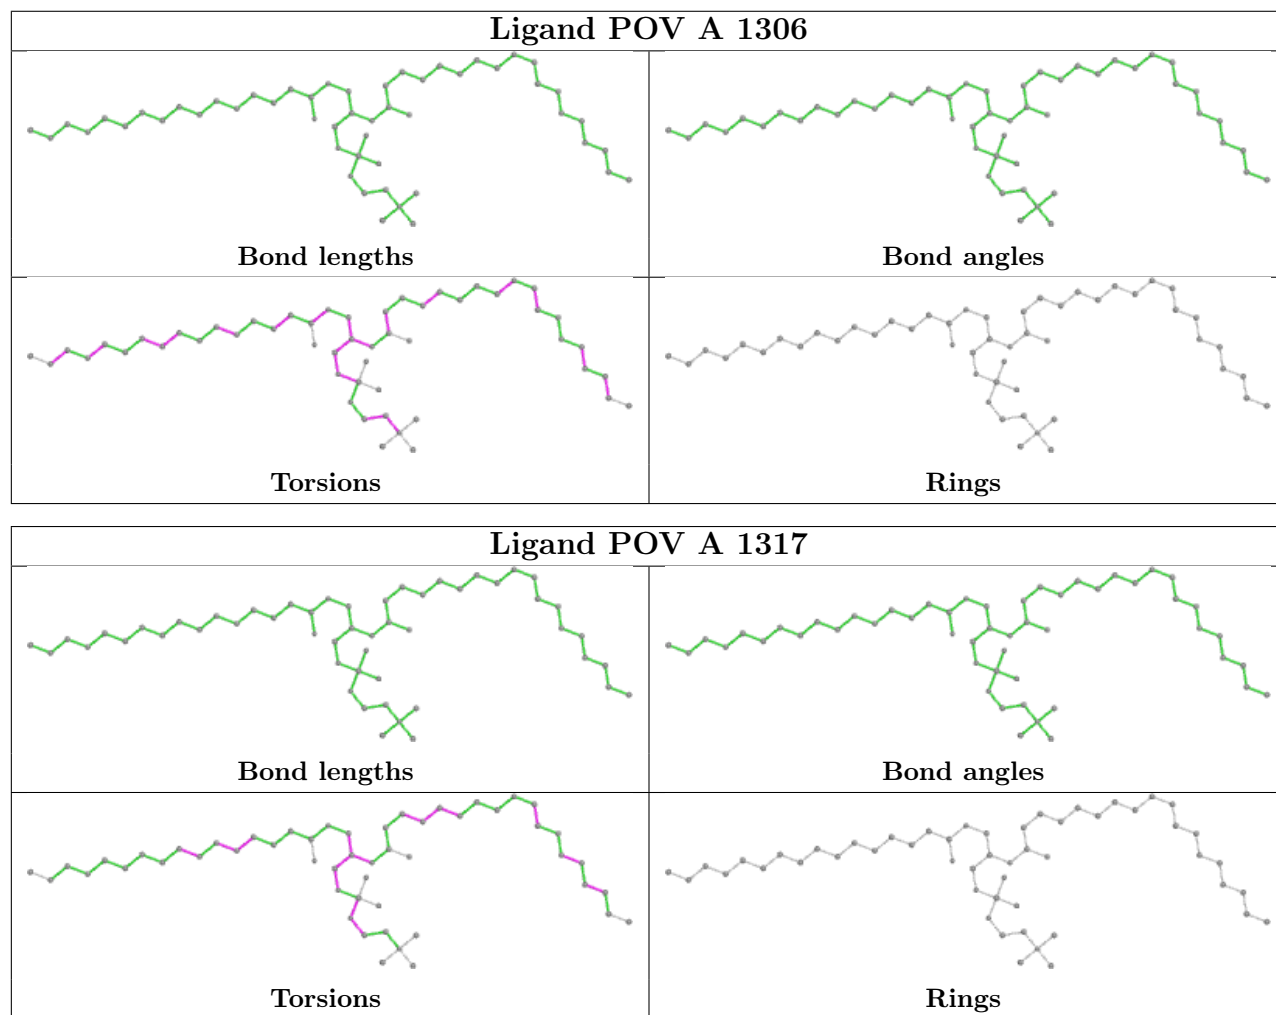 Ligand POV A 1306
Bond lengths
Bond angles
Torsions
Rings
Ligand POV A 1317
Bond lengths
Bond angles
Torsions
Rings